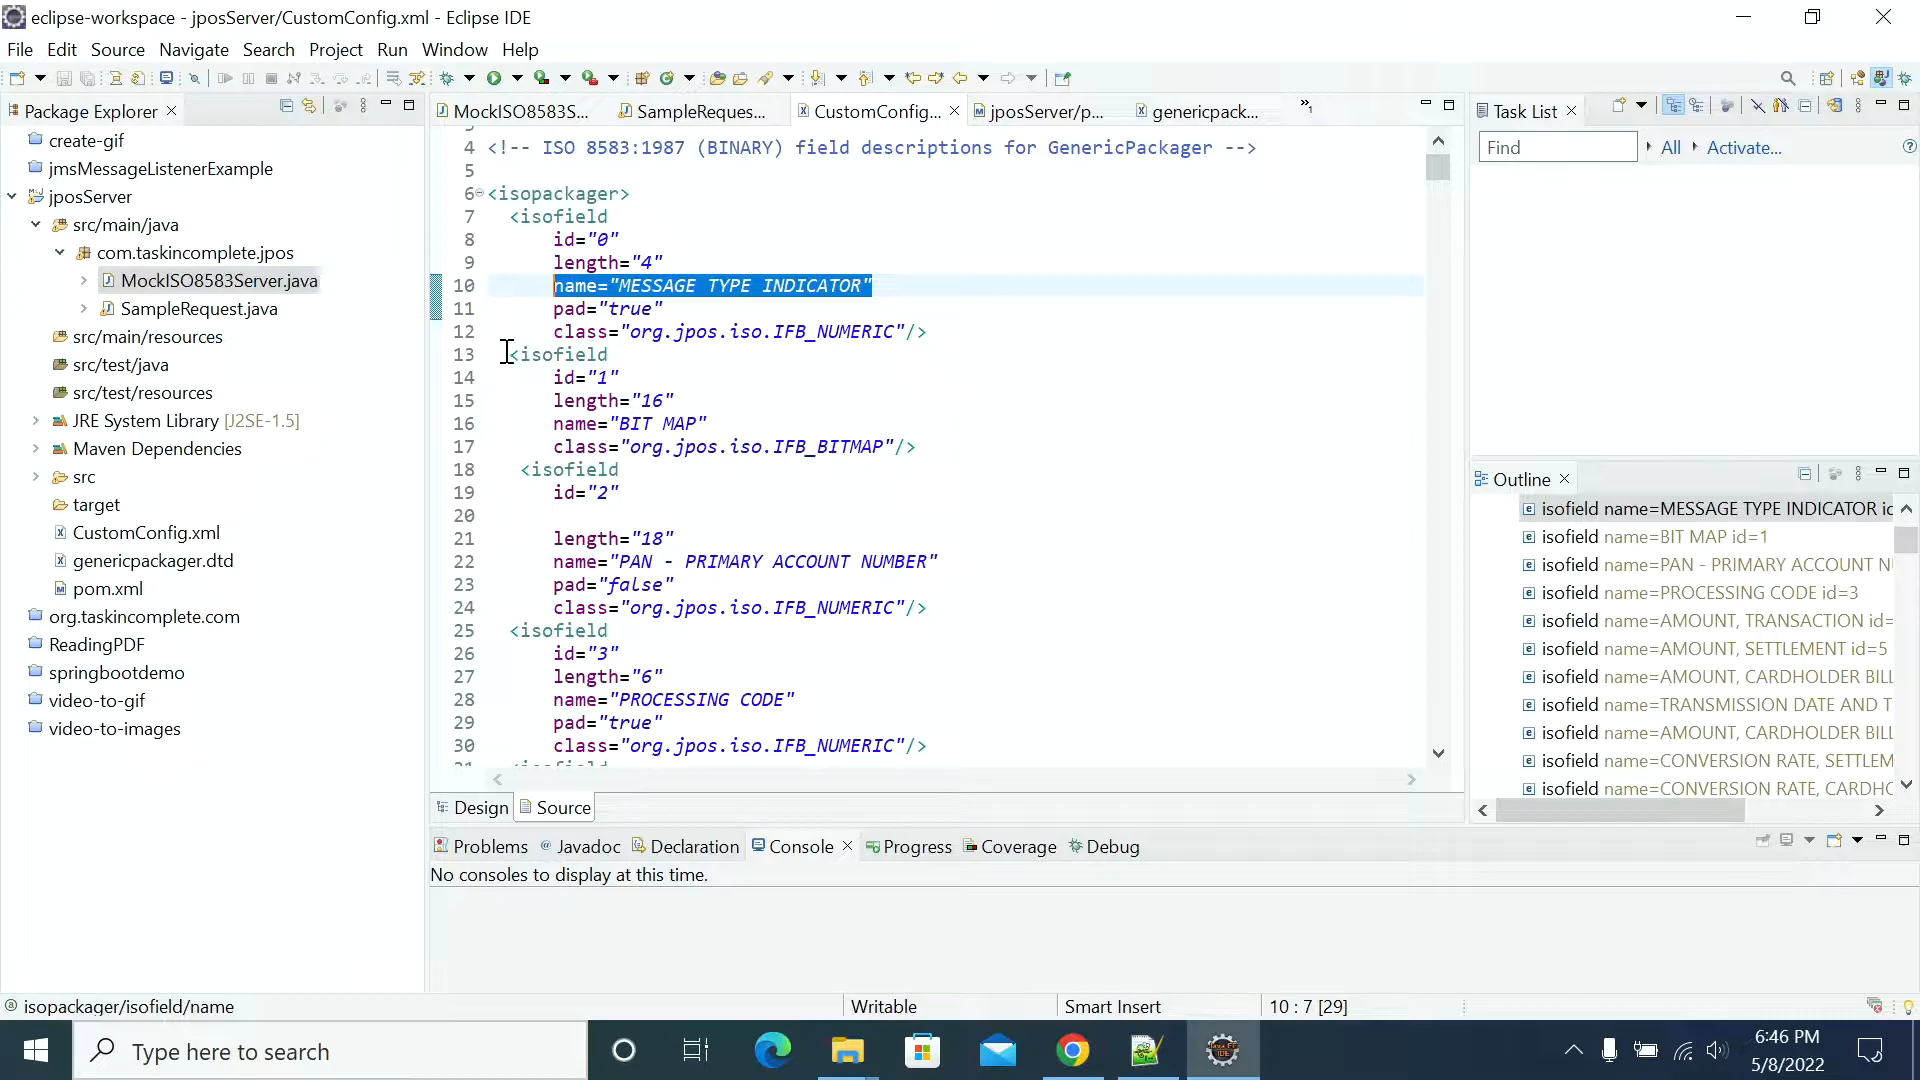 eclipse-workspace - jposServer/CustomConfig.xml - Eclipse IDE
File Edit Source Navigate Search Project Run Window Help
Package Explorer
create-gif
jmsMessageListenerExample
jposServer
src/main/java
com.taskincomplete.jpos
MockISO8583Server.java
SampleRequest.java
src/main/resources
src/test/java
src/test/resources
JRE System Library [J2SE-1.5]
Maven Dependencies
src
target
CustomConfig.xml
genericpackager.dtd
pom.xml
org.taskincomplete.com
ReadingPDF
springbootdemo
video-to-gif
video-to-images
MockISO8583S... SampleReques... CustomConfig... jposServer/p... genericpack... »1
4 <!-- ISO 8583:1987 (BINARY) field descriptions for GenericPackager -->
5
6 <isopackager>
7 <isofield
8 id="0"
9 length="4"
10 name="MESSAGE TYPE INDICATOR"
11 pad="true"
12 class="org.jpos.iso.IFB_NUMERIC"/>
13 <isofield
14 id="1"
15 length="16"
16 name="BIT MAP"
17 class="org.jpos.iso.IFB_BITMAP"/>
18 <isofield
19 id="2"
20
21 length="18"
22 name="PAN - PRIMARY ACCOUNT NUMBER"
23 pad="false"
24 class="org.jpos.iso.IFB_NUMERIC"/>
25 <isofield
26 id="3"
27 length="6"
28 name="PROCESSING CODE"
29 pad="true"
30 class="org.jpos.iso.IFB_NUMERIC"/>
Design Source
Task List
Find All Activate...
Outline
isofield name=MESSAGE TYPE INDICATOR ic
isofield name=BIT MAP id=1
isofield name=PAN - PRIMARY ACCOUNT N
isofield name=PROCESSING CODE id=3
isofield name=AMOUNT, TRANSACTION id=
isofield name=AMOUNT, SETTLEMENT id=5
isofield name=AMOUNT, CARDHOLDER BILL
isofield name=TRANSMISSION DATE AND T
isofield name=AMOUNT, CARDHOLDER BILL
isofield name=CONVERSION RATE, SETTLEM
isofield name=CONVERSION RATE, CARDHC
Problems @ Javadoc Declaration Console Progress Coverage Debug
No consoles to display at this time.
isopackager/isofield/name Writable Smart Insert 10 : 7 [29]
Type here to search
6:46 PM
5/8/2022